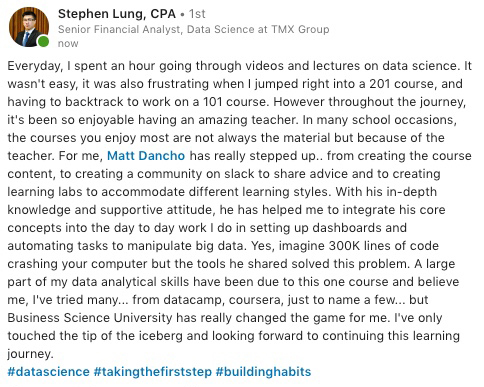 Stephen Lung, CPA • 1st
Senior Financial Analyst, Data Science at TMX Group
now
Everyday, I spent an hour going through videos and lectures on data science. It
wasn't easy, it was also frustrating when I jumped right into a 201 course, and
having to backtrack to work on a 101 course. However throughout the journey,
it's been so enjoyable having an amazing teacher. In many school occasions,
the courses you enjoy most are not always the material but because of the
teacher. For me, Matt Dancho has really stepped up.. from creating the course
content, to creating a community on slack to share advice and to creating
learning labs to accommodate different learning styles. With his in-depth
knowledge and supportive attitude, he has helped me to integrate his core
concepts into the day to day work I do in setting up dashboards and
automating tasks to manipulate big data. Yes, imagine 300K lines of code
crashing your computer but the tools he shared solved this problem. A large
part of my data analytical skills have been due to this one course and believe
me, I've tried many... from datacamp, coursera, just to name a few... but
Business Science University has really changed the game for me. I've only
touched the tip of the iceberg and looking forward to continuing this learning
journey.
#datascience #takingthefirststep #buildinghabits